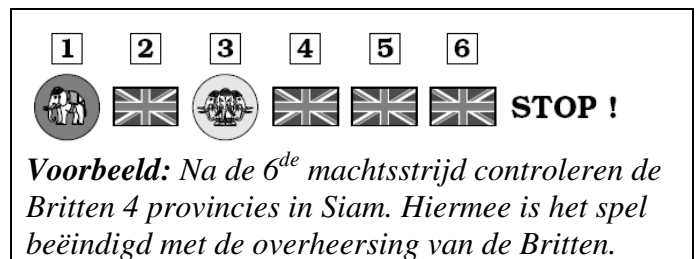 1 2 3 4 5 6
STOP !
Voorbeeld: Na de 6de machtsstrijd controleren de
Britten 4 provincies in Siam. Hiermee is het spel
beëindigd met de overheersing van de Britten.